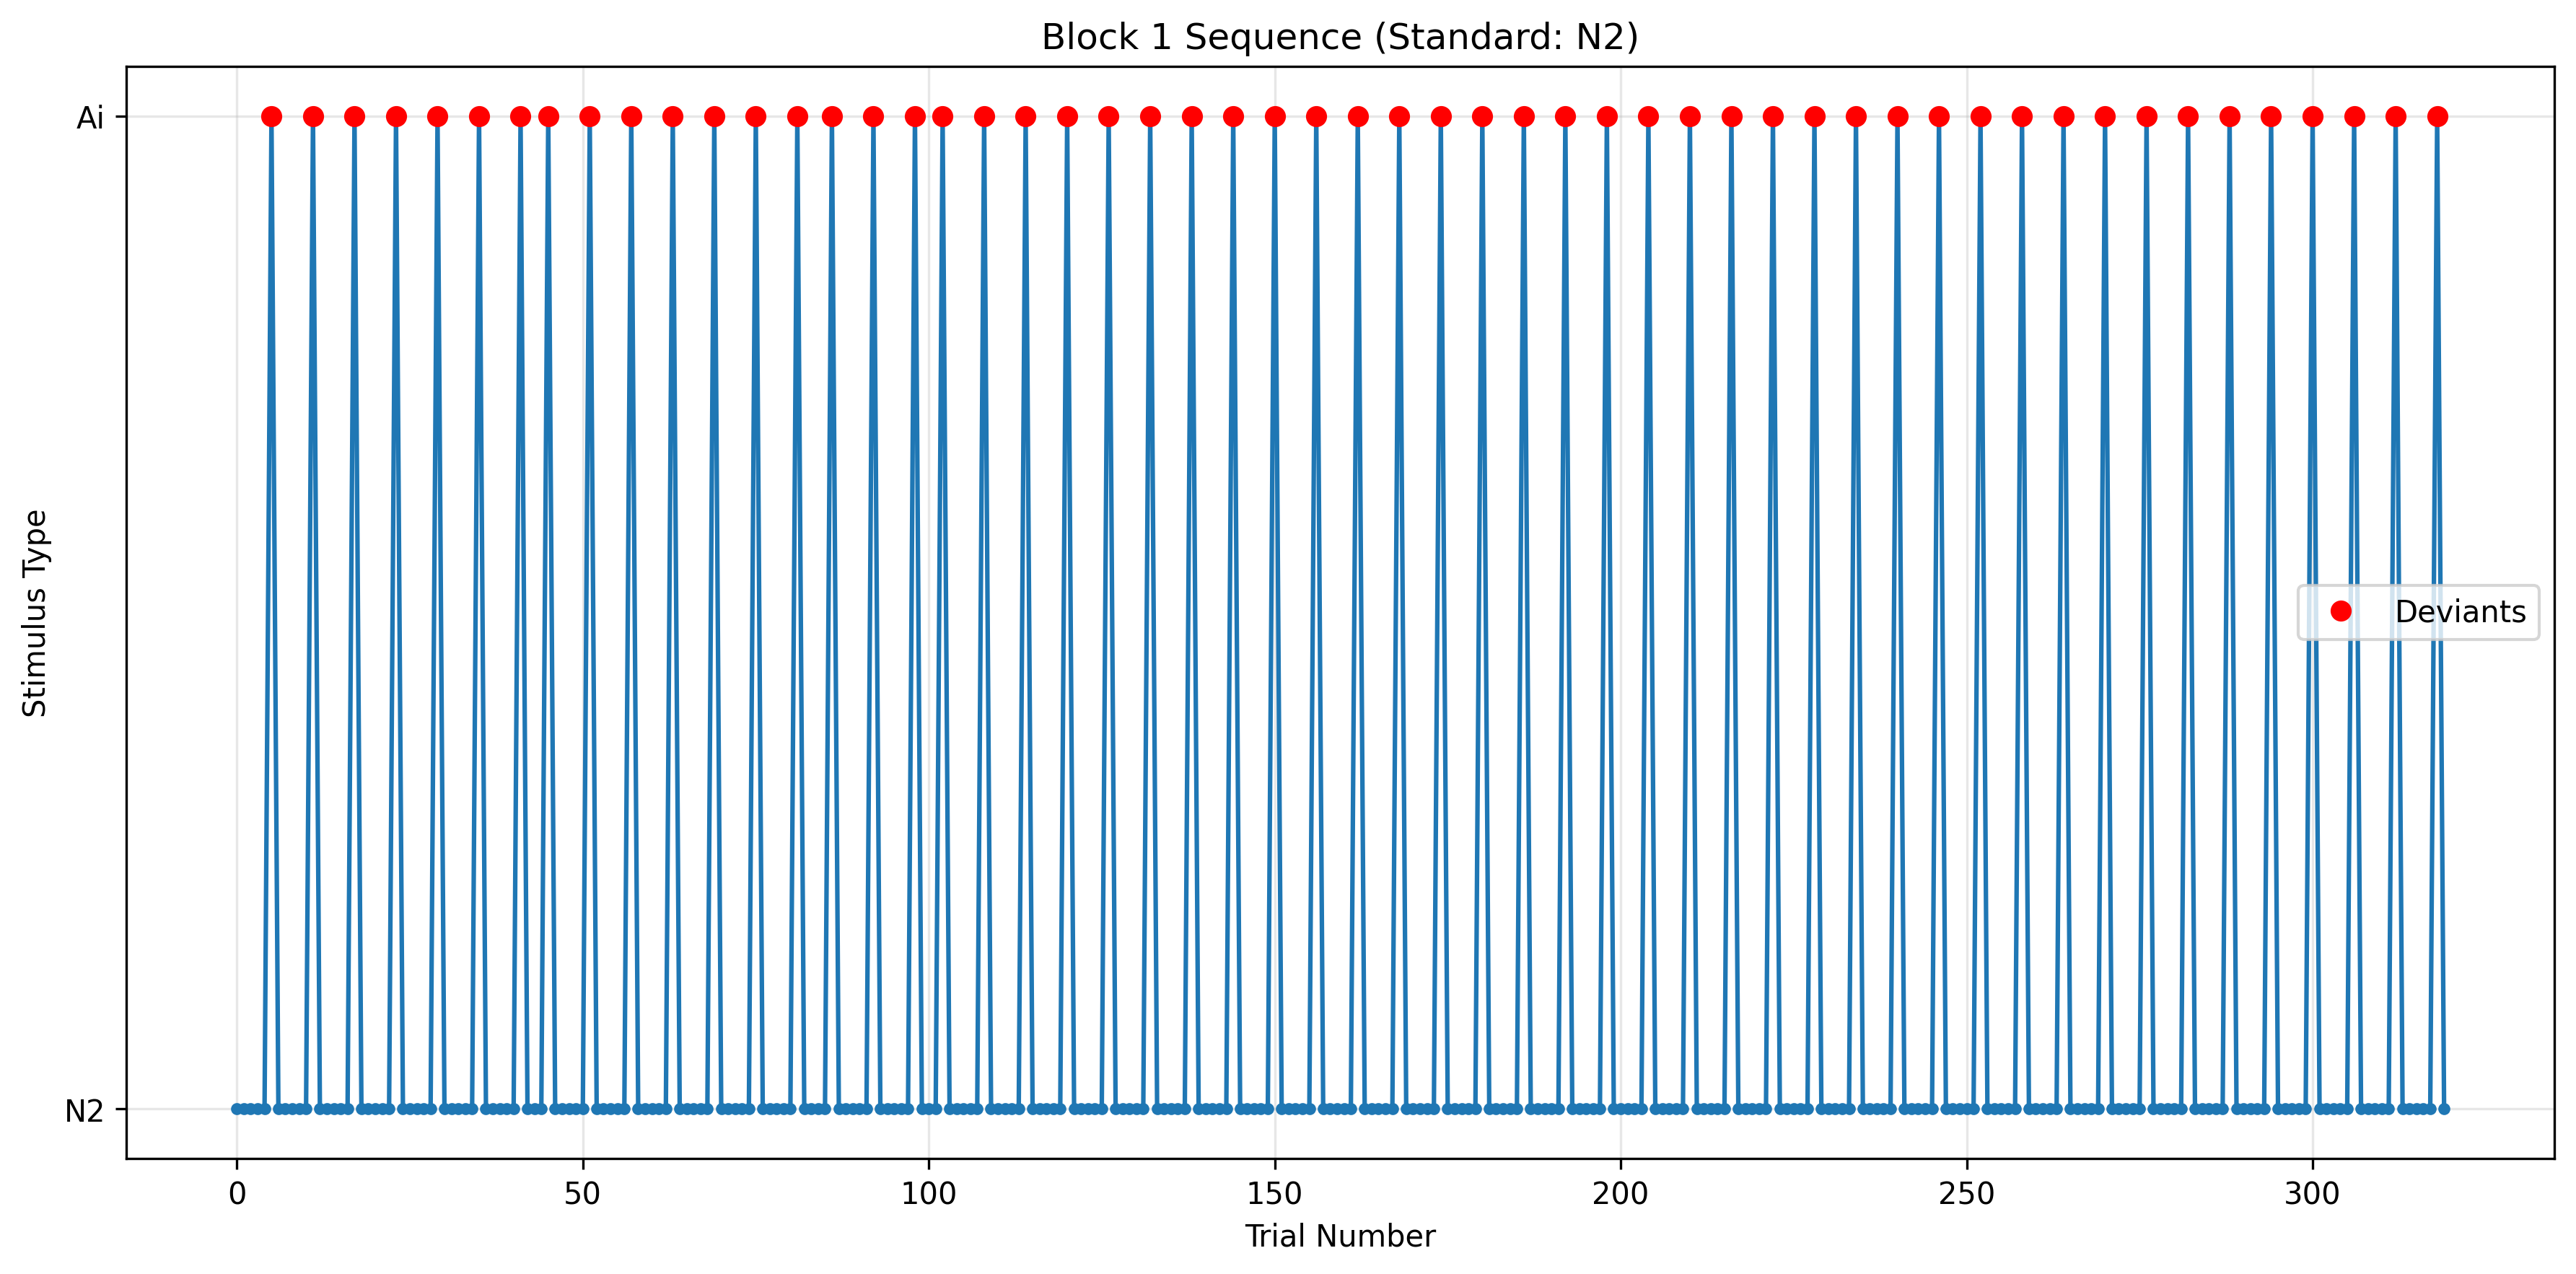 Block 1 Sequence (Standard: N2)
Ai
Stimulus Type
Deviants
N2
0 50 100 150 200 250 300
Trial Number